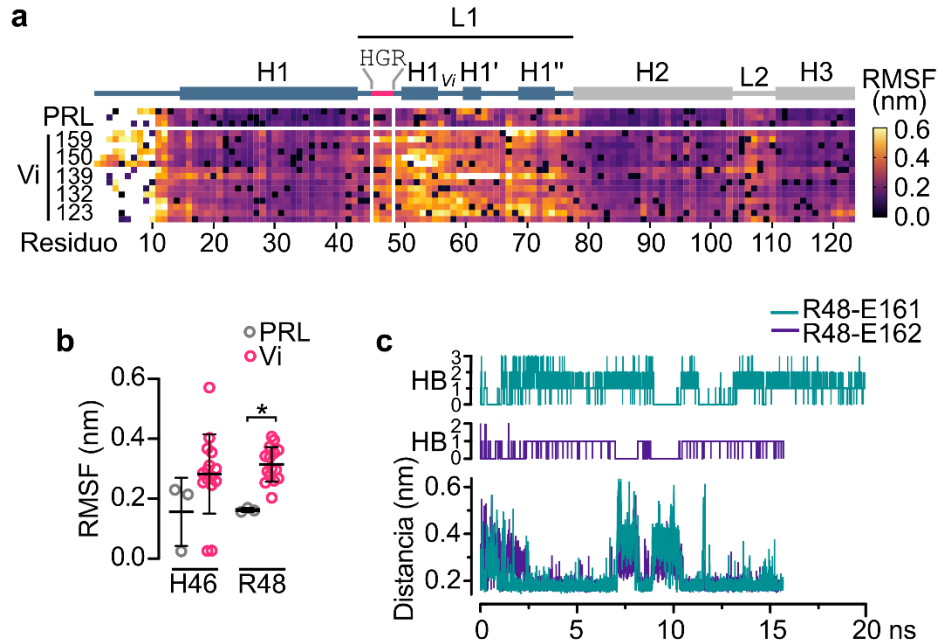 a
L1
HGR
H1 H1 Vi H1' H1'' H2 L2 H3
RMSF
(nm)
PRL
Vi
159
150
139
132
123
0.6
0.4
0.2
0.0
Residuo 10 20 30 40 50 60 70 80 90 100 110 120
b
PRL
Vi
RMSF (nm)
0.6
0.4
0.2
0.0
*
H46 R48
c
R48-E161
R48-E162
HB
3
2
1
0
HB
2
1
0
Distancia (nm)
0.6
0.4
0.2
0 5 10 15 20 ns